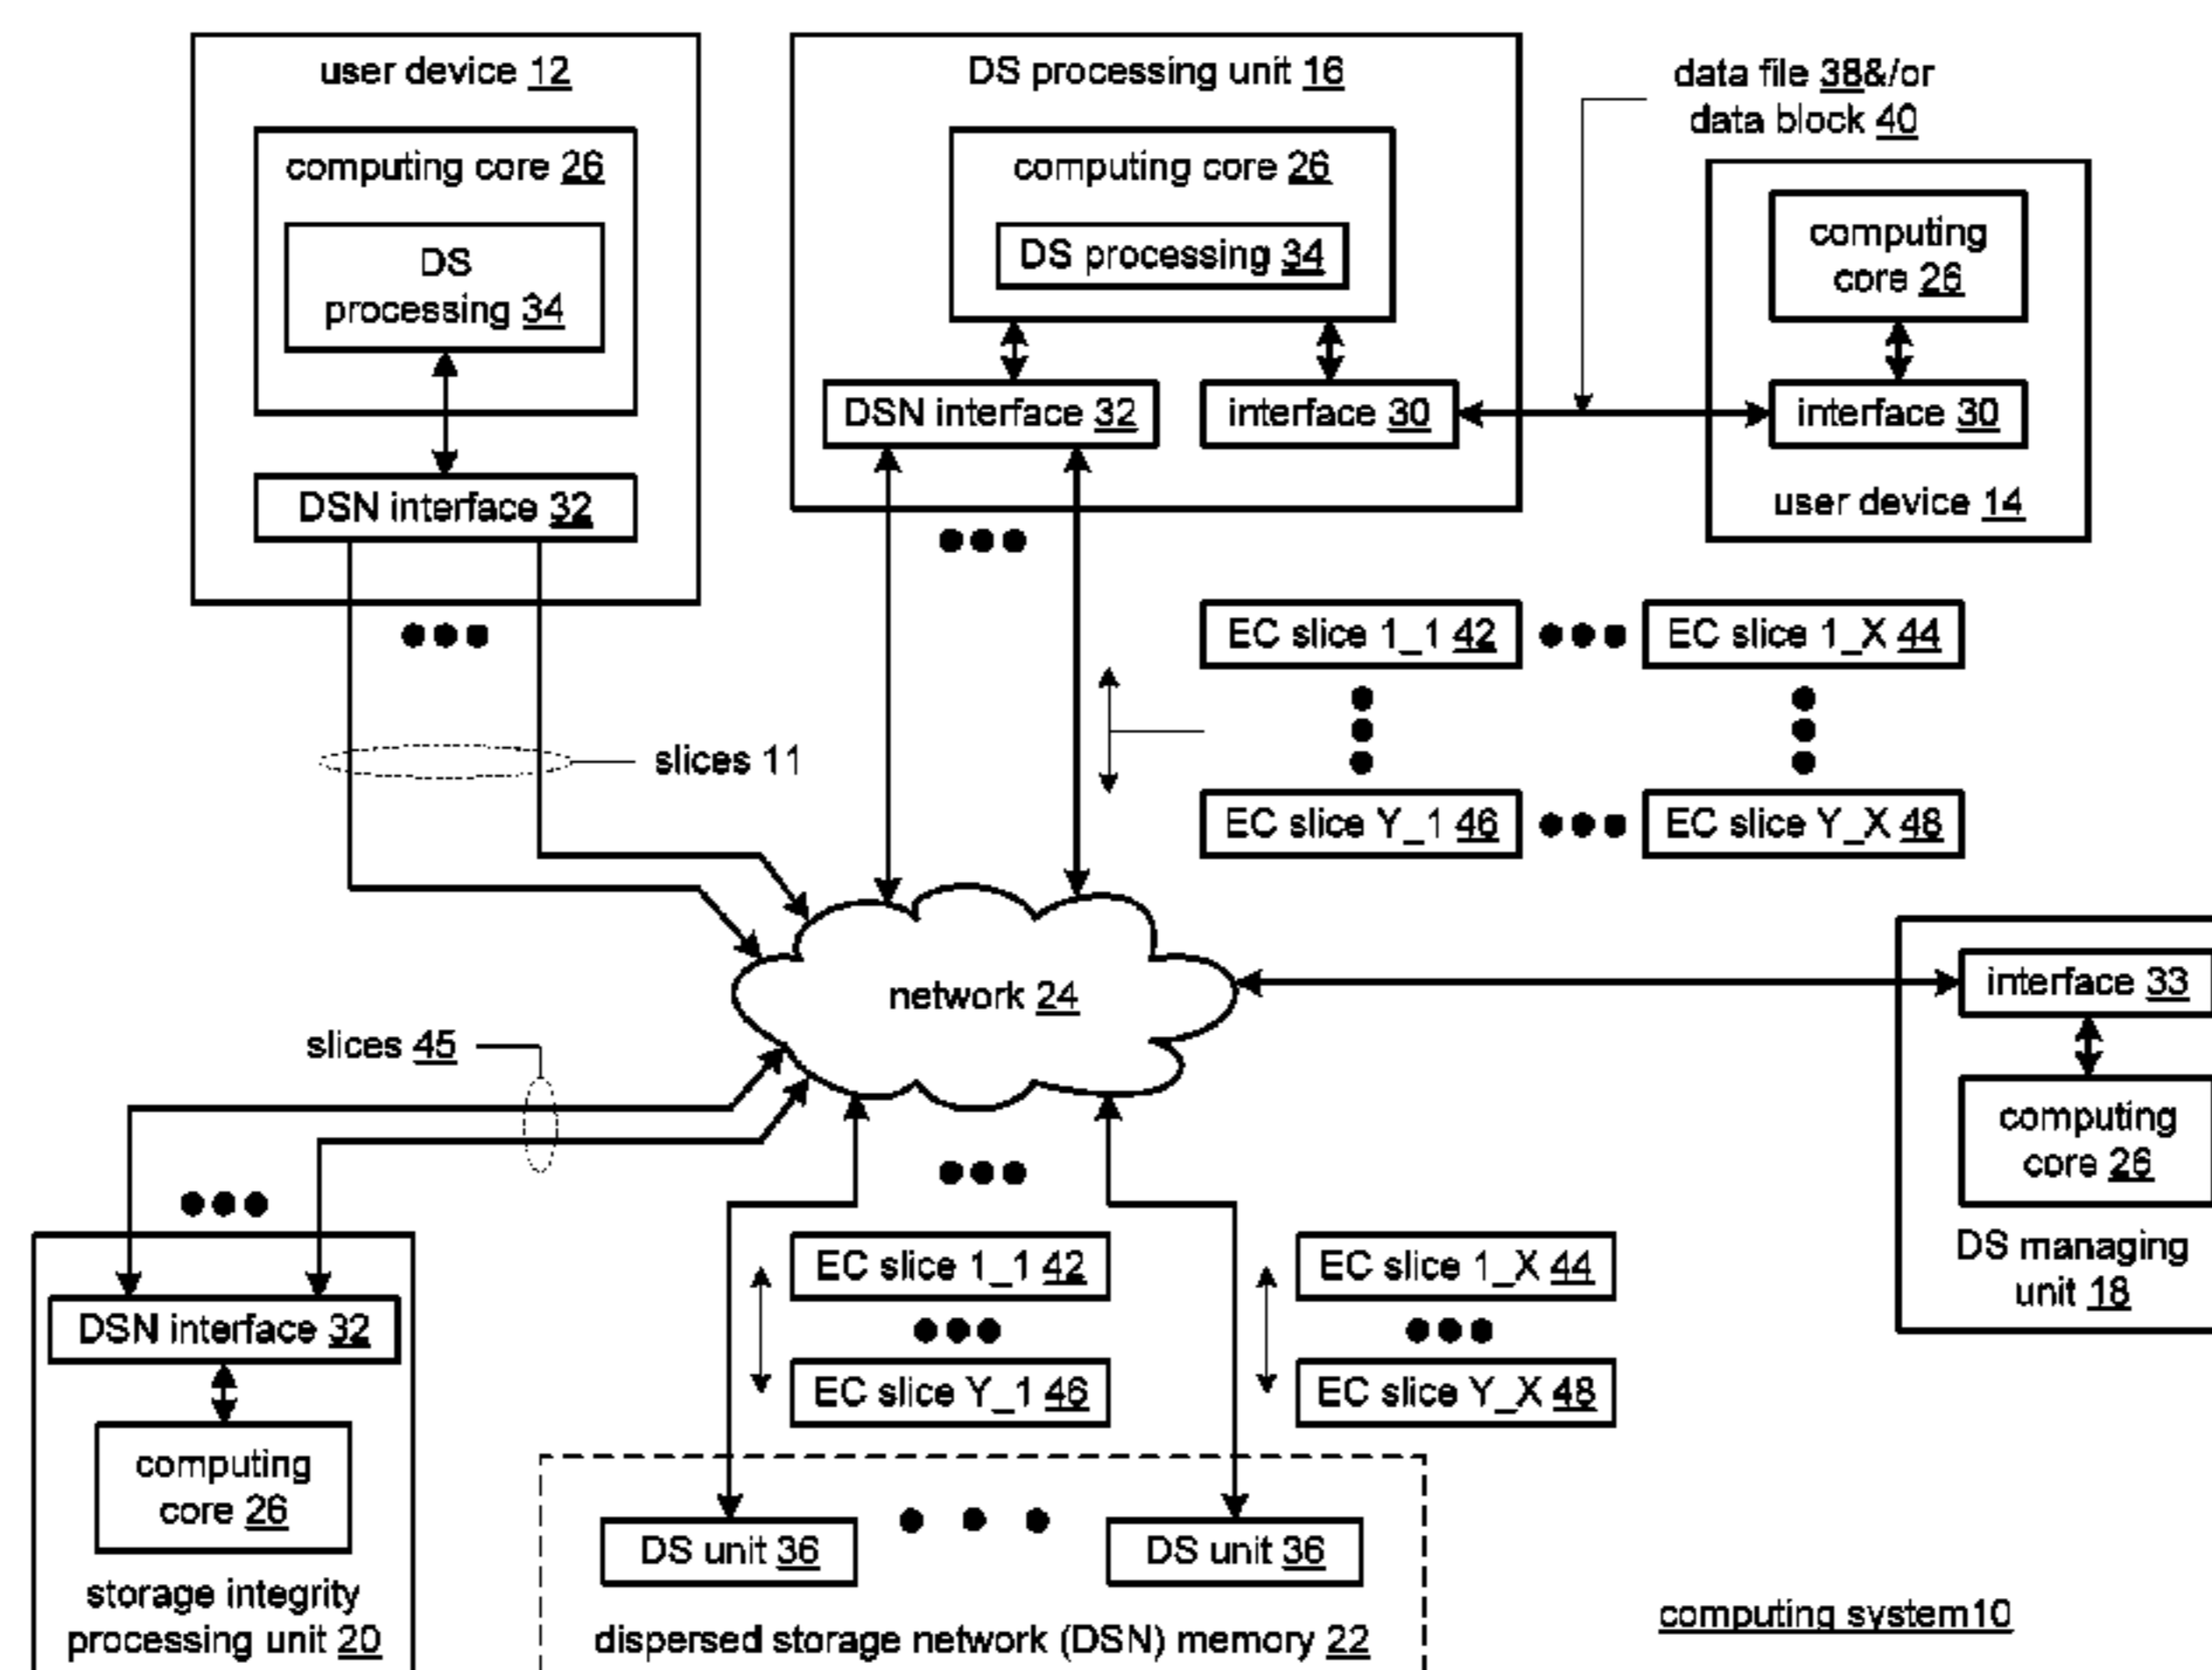 user device 12
computing core 26
DS
processing 34
DSN interface 32
slices 11
DS processing unit 16
computing core 26
DS processing 34
DSN interface 32
interface 30
data file 38&/or
data block 40
computing
core 26
interface 30
user device 14
EC slice 1_1 42
EC slice 1_X 44
EC slice Y_1 46
EC slice Y_X 48
network 24
interface 33
computing
core 26
DS managing
unit 18
slices 45
DSN interface 32
computing
core 26
storage integrity
processing unit 20
EC slice 1_1 42
EC slice 1_X 44
EC slice Y_1 46
EC slice Y_X 48
DS unit 36
DS unit 36
dispersed storage network (DSN) memory 22
computing system10